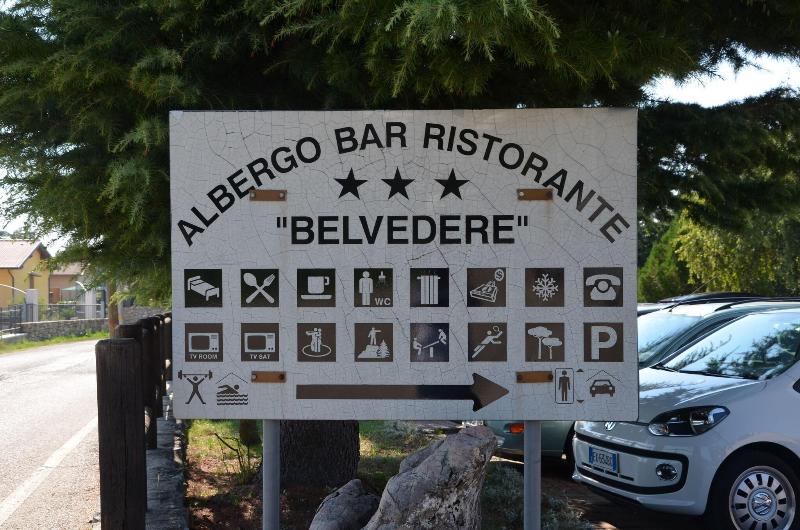 ALBERGO BAR RISTORANTE
"BELVEDERE"
WC
$
TV ROOM
TV SAT
P